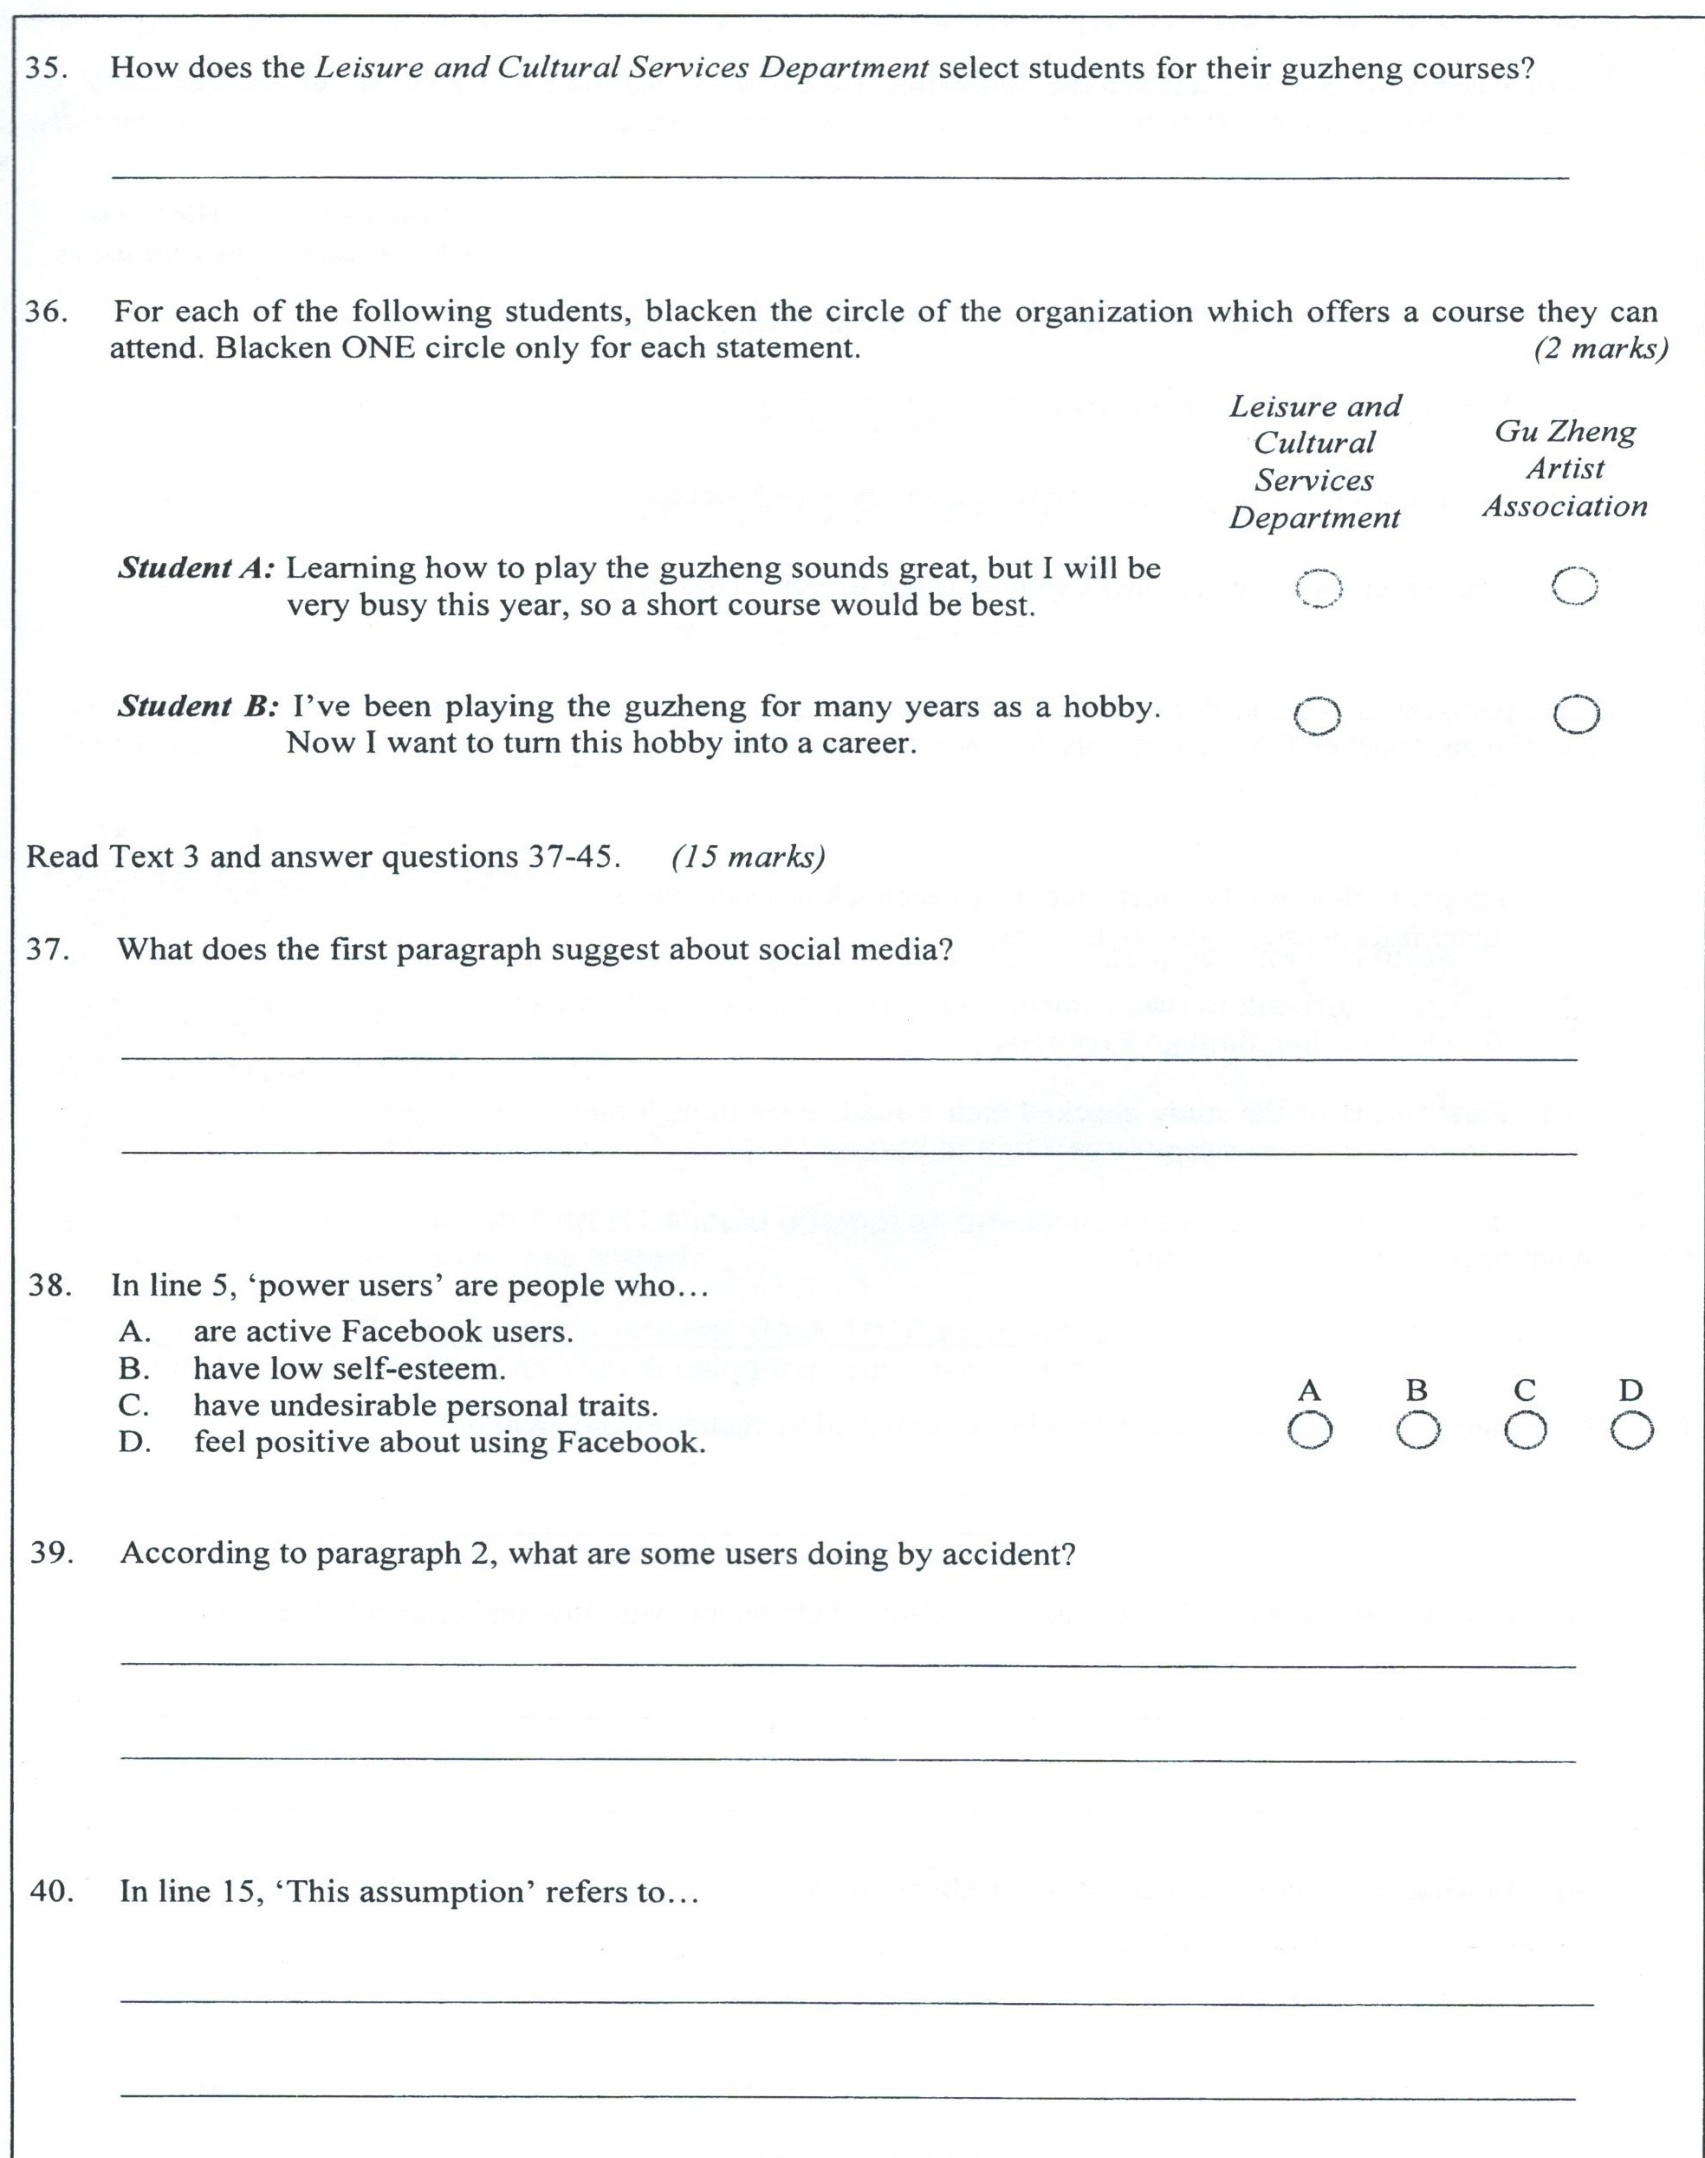 35. How does the Leisure and Cultural Services Department select students for their guzheng courses?
36. For each of the following students, blacken the circle of the organization which offers a course they can
attend. Blacken ONE circle only for each statement. (2 marks)
Leisure and
Cultural
Services
Department
Gu Zheng
Artist
Association
Student A: Learning how to play the guzheng sounds great, but I will be
very busy this year, so a short course would be best.
Student B: I've been playing the guzheng for many years as a hobby.
Now I want to turn this hobby into a career.
Read Text 3 and answer questions 37-45. (15 marks)
37. What does the first paragraph suggest about social media?
38. In line 5, 'power users' are people who...
A. are active Facebook users.
B. have low self-esteem.
C. have undesirable personal traits.
D. feel positive about using Facebook.
A B C D
39. According to paragraph 2, what are some users doing by accident?
40. In line 15, 'This assumption' refers to...